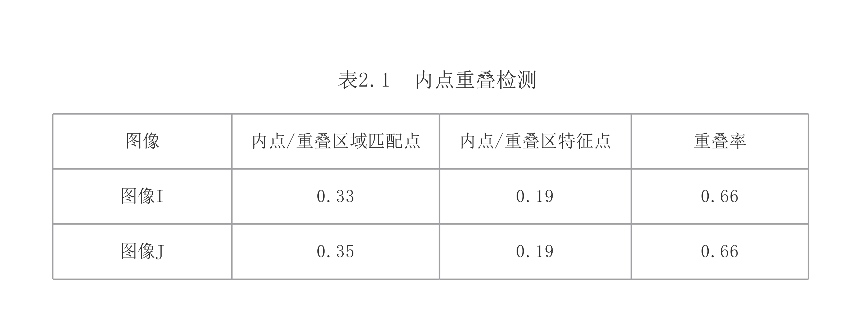 表2.1 内点重叠检测
图像 内点/重叠区域匹配点 内点/重叠区特征点 重叠率
图像I 0.33 0.19 0.66
图像J 0.35 0.19 0.66